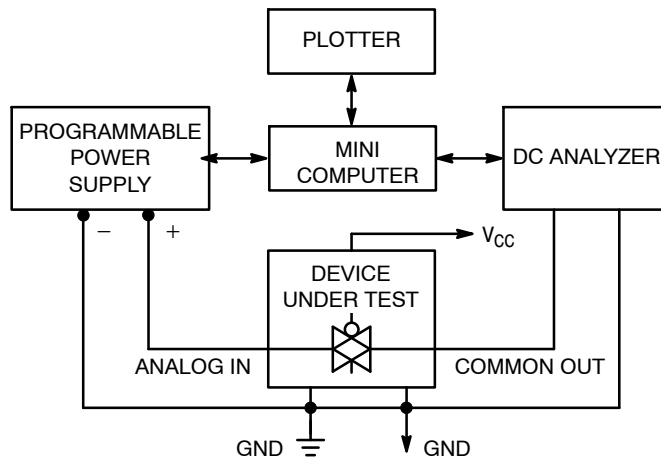 PLOTTER
PROGRAMMABLE
POWER
SUPPLY
MINI
COMPUTER
DC ANALYZER
− +
VCC
DEVICE
UNDER TEST
ANALOG IN
COMMON OUT
GND
GND